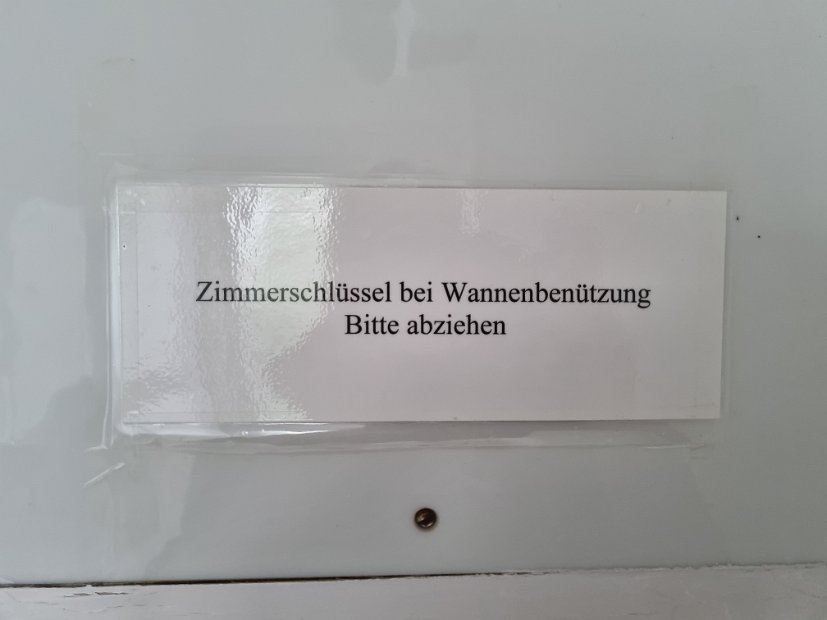 Zimmerschlüssel bei Wannenbenützung
Bitte abziehen